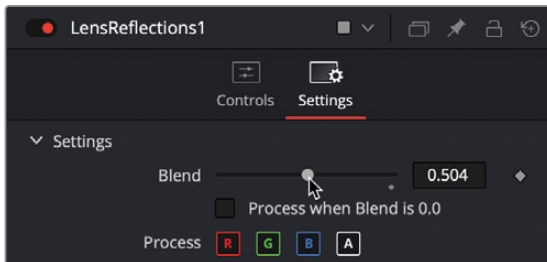 LensReflections1
Controls Settings
Settings
Blend 0.504
Process when Blend is 0.0
Process R G B A